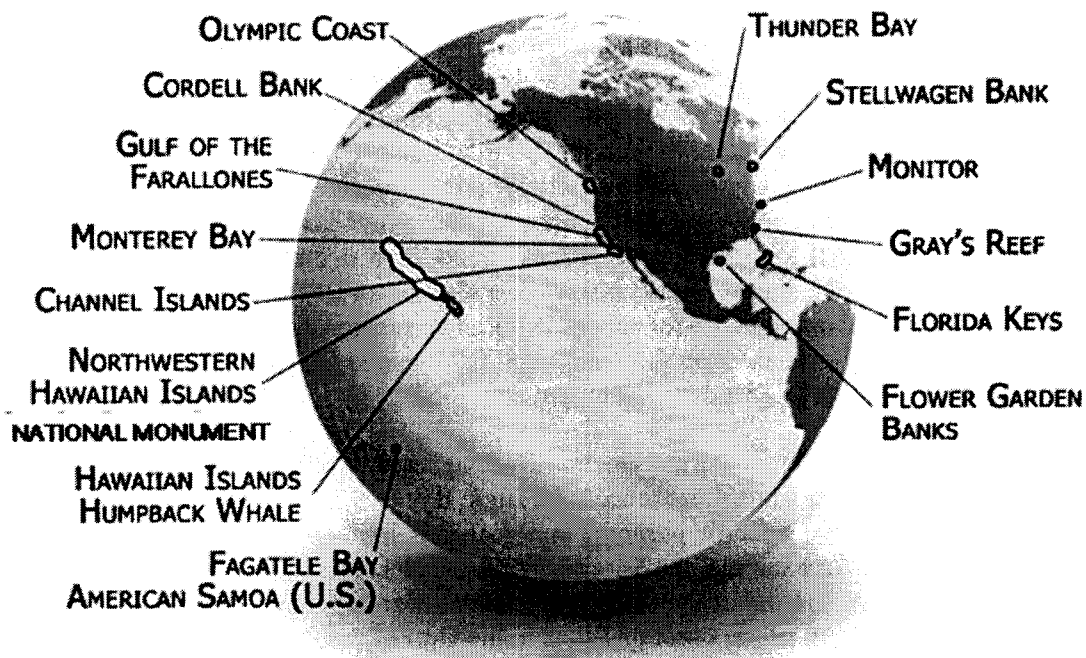 OLYMPIC COAST
CORDELL BANK
GULF OF THE
FARALLONES
MONTEREY BAY
CHANNEL ISLANDS
NORTHWESTERN
HAWAIIAN ISLANDS
NATIONAL MONUMENT
HAWAIIAN ISLANDS
HUMPBACK WHALE
FAGATELE BAY
AMERICAN SAMOA (U.S.)
THUNDER BAY
STELLWAGEN BANK
MONITOR
GRAY'S REEF
FLORIDA KEYS
FLOWER GARDEN
BANKS